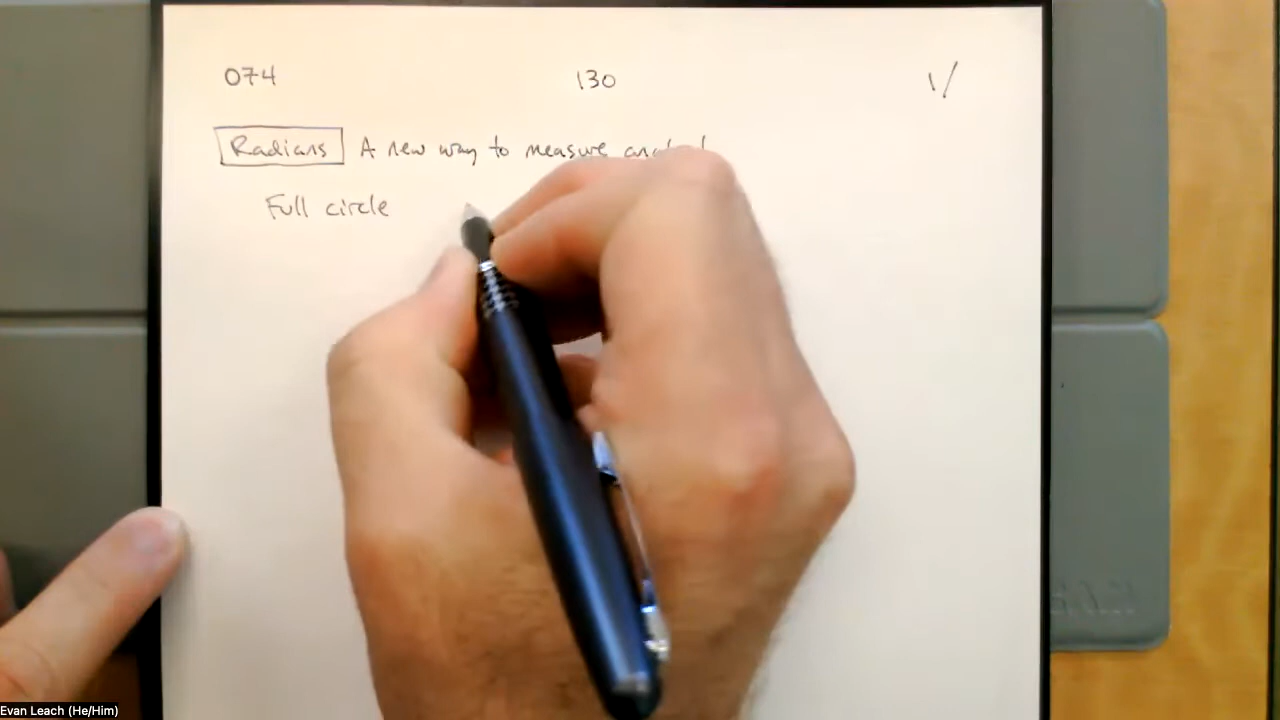 074 130 1/
Radians A new way to measure
Full circle
Evan Leach (He/Him)